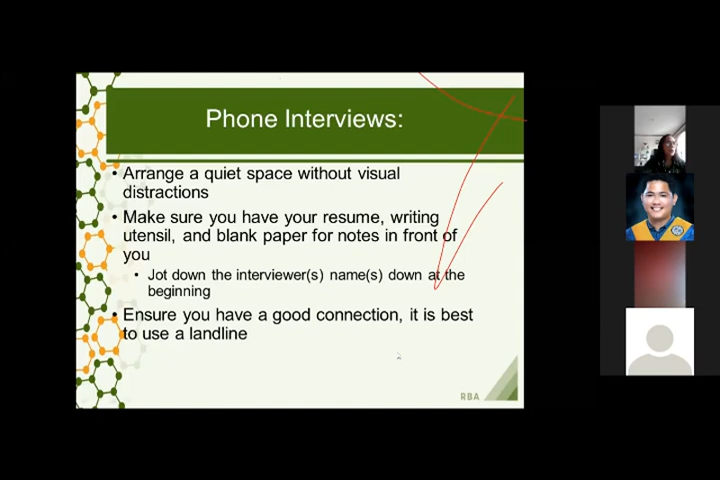 Phone Interviews:
• Arrange a quiet space without visual
distractions
• Make sure you have your resume, writing
utensil, and blank paper for notes in front of
you
• Jot down the interviewer(s) name(s) down at the
beginning
• Ensure you have a good connection, it is best
to use a landline
RBA